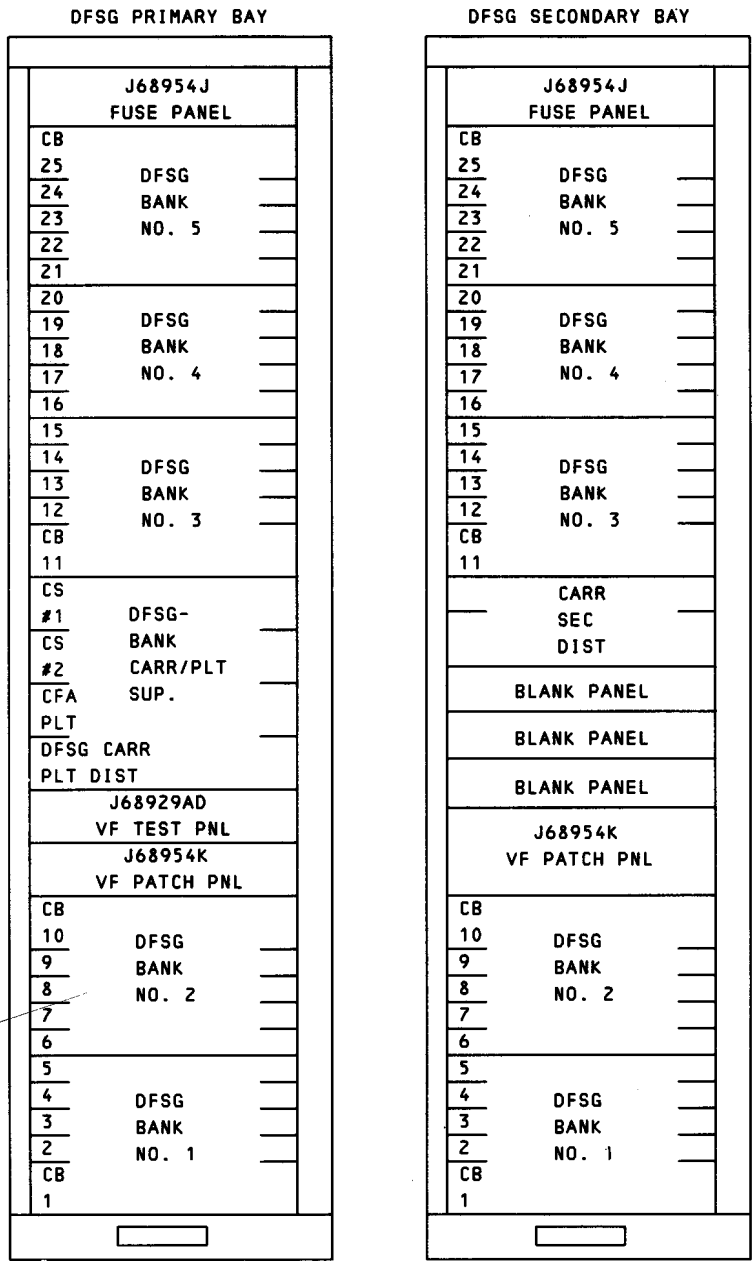 DFSG PRIMARY BAY
J68954J
FUSE PANEL
CB
25
24
23
22
21
DFSG
BANK
NO. 5
20
19
18
17
16
DFSG
BANK
NO. 4
15
14
13
12
CB
11
DFSG
BANK
NO. 3
CS
#1
CS
#2
CFA
PLT
DFSG-
BANK
CARR/PLT
SUP.
DFSG CARR
PLT DIST
J68929AD
VF TEST PNL
J68954K
VF PATCH PNL
CB
10
9
8
7
6
DFSG
BANK
NO. 2
5
4
3
2
CB
1
DFSG
BANK
NO. 1
DFSG SECONDARY BAY
J68954J
FUSE PANEL
CB
25
24
23
22
21
DFSG
BANK
NO. 5
20
19
18
17
16
DFSG
BANK
NO. 4
15
14
13
12
CB
11
DFSG
BANK
NO. 3
CARR
SEC
DIST
BLANK PANEL
BLANK PANEL
BLANK PANEL
J68954K
VF PATCH PNL
CB
10
9
8
7
6
DFSG
BANK
NO. 2
5
4
3
2
CB
1
DFSG
BANK
NO. 1